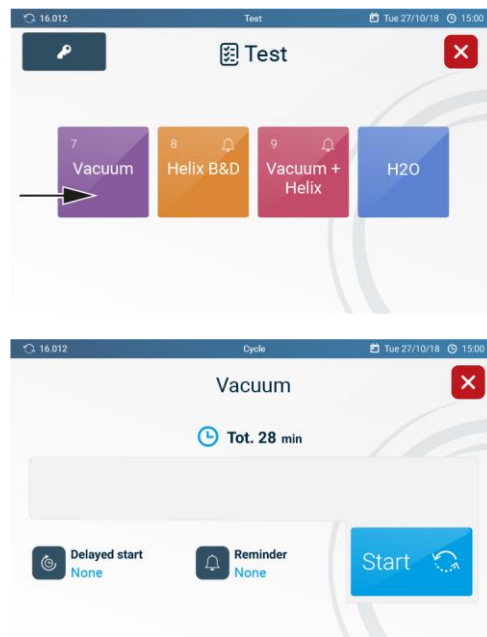 16.012 Test Tue 27/10/18 15:00
Test
7 8 9
Vacuum Helix B&D Vacuum + Helix H2O
16.012 Cycle Tue 27/10/18 15:00
Vacuum
Tot. 28 min
Delayed start
None
Reminder
None
Start